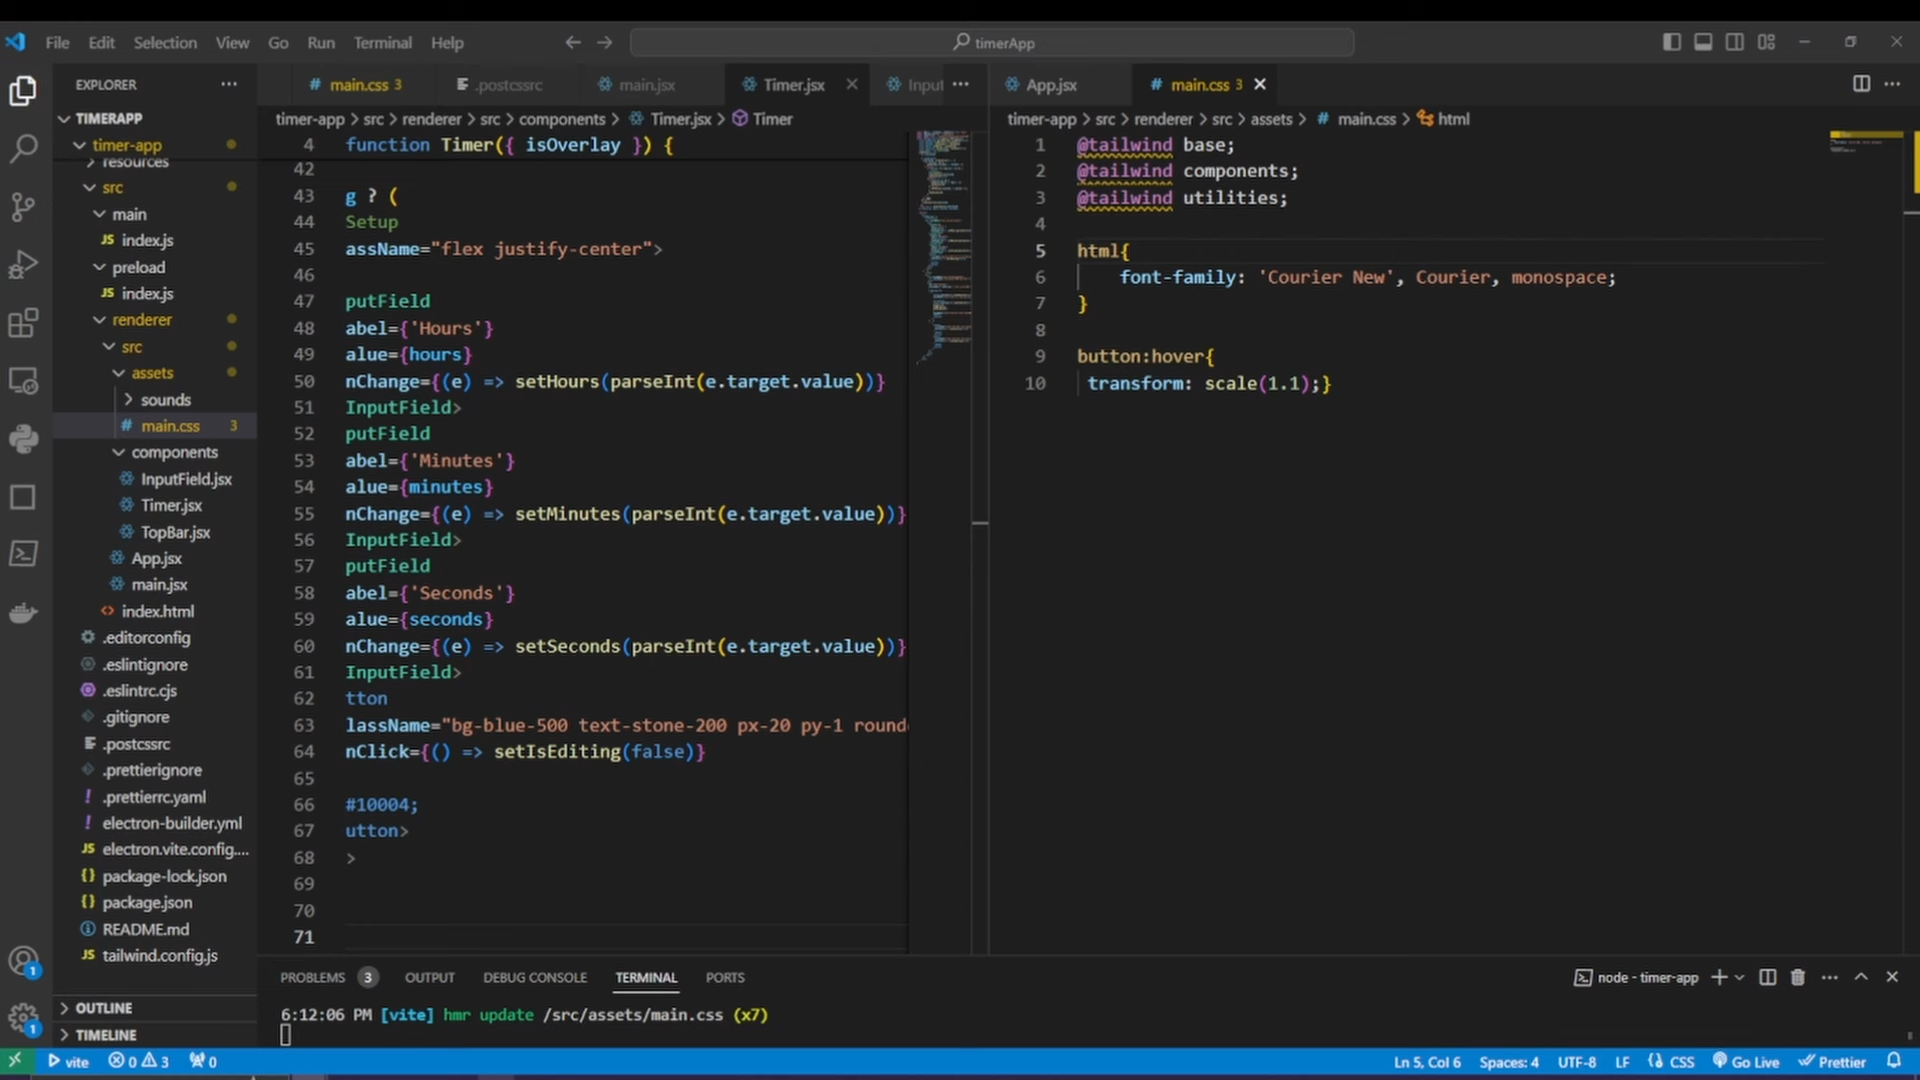 File Edit Selection View Go Run Terminal Help
timerApp
EXPLORER
TIMERAPP
timer-app
resources
src
main
JS index.js
preload
JS index.js
renderer
src
assets
sounds
# main.css 3
components
InputField.jsx
Timer.jsx
TopBar.jsx
App.jsx
main.jsx
<> index.html
.editorconfig
.eslintignore
.eslintrc.cjs
.gitignore
.postcssrc
.prettierignore
! .prettierrc.yaml
! electron-builder.yml
JS electron.vite.config....
{} package-lock.json
{} package.json
README.md
JS tailwind.config.js
OUTLINE
TIMELINE
# main.css 3 .postcssrc main.jsx Timer.jsx Input
timer-app > src > renderer > src > components > Timer.jsx > Timer
4 function Timer({ isOverlay }) {
42
43 g ? (
44 Setup
45 assName="flex justify-center">
46
47 putField
48 abel={'Hours'}
49 alue={hours}
50 nChange={(e) => setHours(parseInt(e.target.value))}
51 InputField>
52 putField
53 abel={'Minutes'}
54 alue={minutes}
55 nChange={(e) => setMinutes(parseInt(e.target.value))}
56 InputField>
57 putField
58 abel={'Seconds'}
59 alue={seconds}
60 nChange={(e) => setSeconds(parseInt(e.target.value))}
61 InputField>
62 tton
63 lassName="bg-blue-500 text-stone-200 px-20 py-1 round
64 nClick={() => setIsEditing(false)}
65
66 #10004;
67 utton>
68 >
69
70
71
App.jsx # main.css 3
timer-app > src > renderer > src > assets > # main.css > html
1 @tailwind base;
2 @tailwind components;
3 @tailwind utilities;
4
5 html{
6 font-family: 'Courier New', Courier, monospace;
7 }
8
9 button:hover{
10 transform: scale(1.1);}
PROBLEMS 3 OUTPUT DEBUG CONSOLE TERMINAL PORTS
node - timer-app
6:12:06 PM [vite] hmr update /src/assets/main.css (x7)
1
1
vite 0 3 0
Ln 5, Col 6 Spaces: 4 UTF-8 LF {} CSS Go Live Prettier